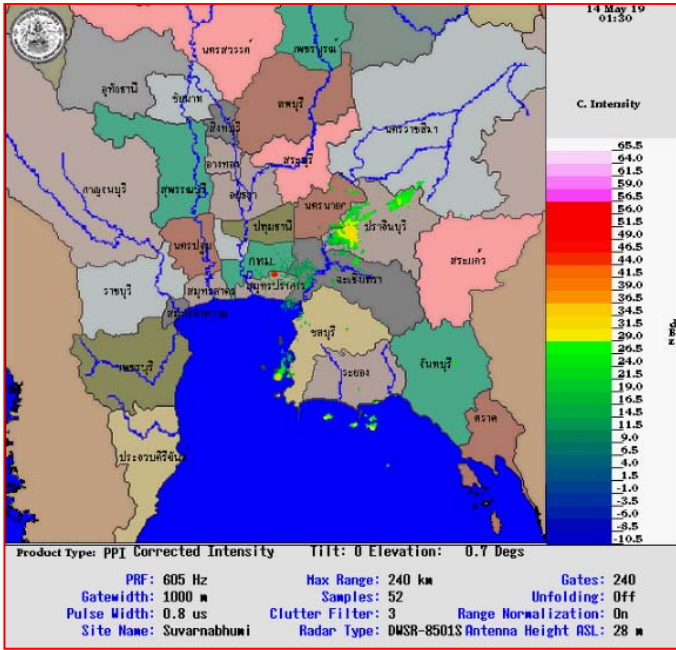 14 May 19
01:30
C. Intensity
นครสวรรค์
เพชรบูรณ์
อุทัยธานี
ชัยนาท
ลพบุรี
สิงห์บุรี
นครราชสีมา
อ่างทอง
สระบุรี
กาญจนบุรี
สุพรรณบุรี
อยุธยา
นครนายก
ปทุมธานี
ปราจีนบุรี
นครปฐม
กทม.
สระแก้ว
ราชบุรี
สมุทรสาคร
สมุทรปราการ
ฉะเชิงเทรา
ชลบุรี
เพชรบุรี
ระยอง
จันทบุรี
ตราด
ประจวบคีรีขันธ์
65.5
64.0
61.5
59.0
56.5
56.0
51.5
49.0
46.5
44.0
41.5
39.0
36.5
34.5
31.5
29.0
26.5
24.0
21.5
19.0
16.5
14.5
11.5
9.0
6.5
4.0
1.5
-1.0
-3.5
-6.0
-8.5
-10.5
Product Type: PPI Corrected Intensity Tilt: 0 Elevation: 0.7 Degs
PRF: 605 Hz Max Range: 240 km Gates: 240
Gatewidth: 1000 m Samples: 52 Unfolding: Off
Pulse Width: 0.8 us Clutter Filter: 3 Range Normalization: On
Site Name: Suvarnabhumi Radar Type: DWSR-8501S Antenna Height ASL: 28 m